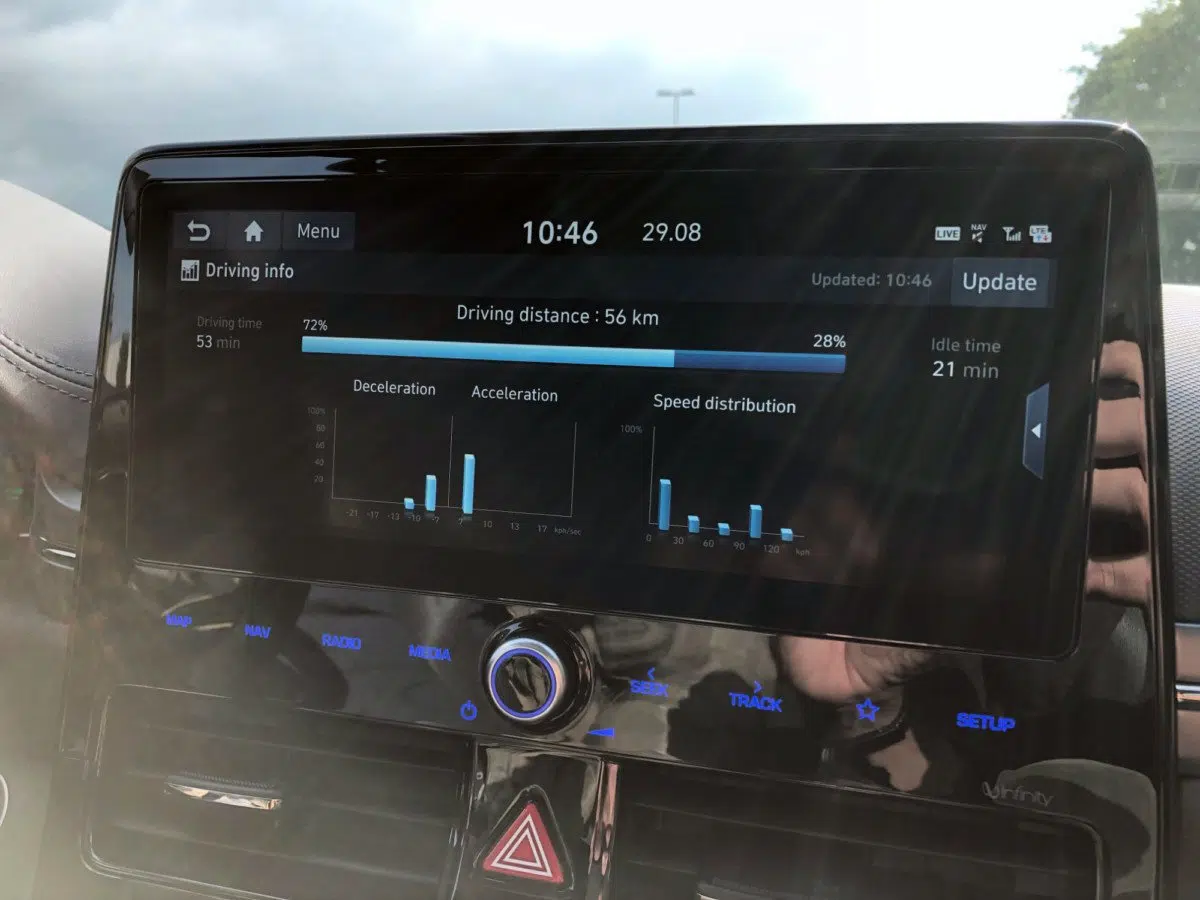 Menu
10:46
29.08
LIVE
NAV
LTE
Driving info
Updated: 10:46
Update
Driving distance : 56 km
Driving time
53 min
72%
28%
Idle time
21 min
Deceleration
Acceleration
Speed distribution
100%
80
60
40
20
-21 -17 -13 -10 -7 7 10 13 17 kph/sec
100%
0 30 60 90 120 kph
MAP
NAV
RADIO
MEDIA
SEEK
TRACK
SETUP
infinity